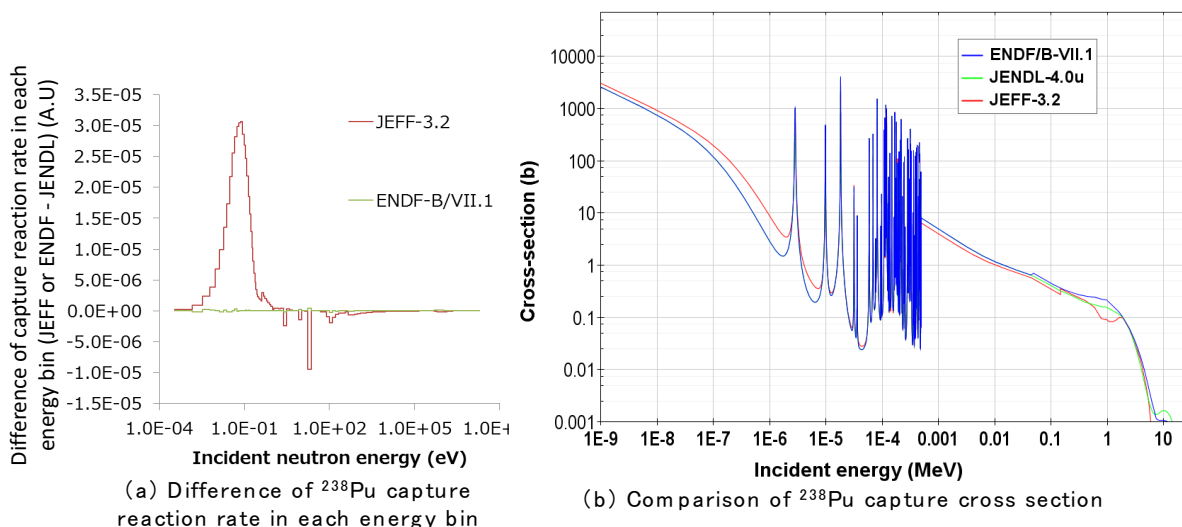 Difference of capture reaction rate in each
energy bin (JEFF or ENDF - JENDL) (A.U)
3.5E-05
3.0E-05
2.5E-05
2.0E-05
1.5E-05
1.0E-05
5.0E-06
0.0E+00
-5.0E-06
-1.0E-05
-1.5E-05
JEFF-3.2
ENDF-B/VII.1
1.0E-04 1.0E-01 1.0E+02 1.0E+05 1.0E+
Incident neutron energy (eV)
(a) Difference of ²³⁸Pu capture
reaction rate in each energy bin
Cross-section (b)
10000
1000
100
10
1
0.1
0.01
0.001
ENDF/B-VII.1
JENDL-4.0u
JEFF-3.2
1E-9 1E-8 1E-7 1E-6 1E-5 1E-4 0.001 0.01 0.1 1 10
Incident energy (MeV)
(b) Comparison of ²³⁸Pu capture cross section